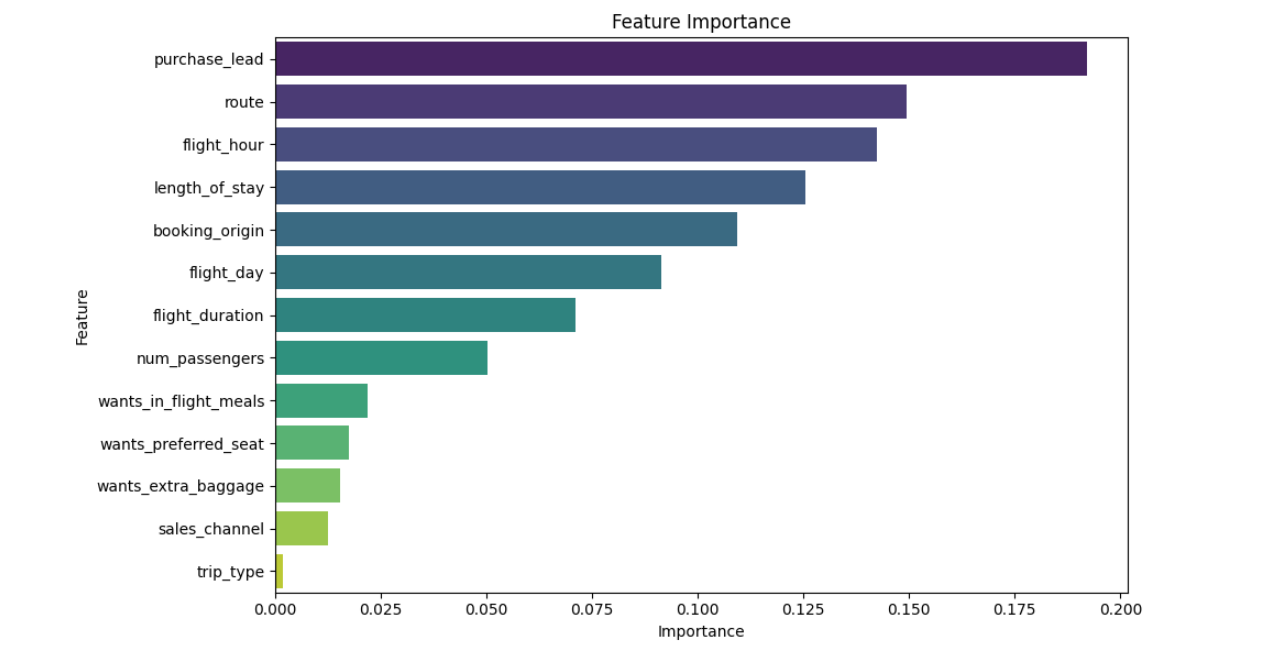 Feature Importance
purchase_lead
route
flight_hour
length_of_stay
booking_origin
flight_day
flight_duration
num_passengers
wants_in_flight_meals
wants_preferred_seat
wants_extra_baggage
sales_channel
trip_type
Feature
0.000 0.025 0.050 0.075 0.100 0.125 0.150 0.175 0.200
Importance